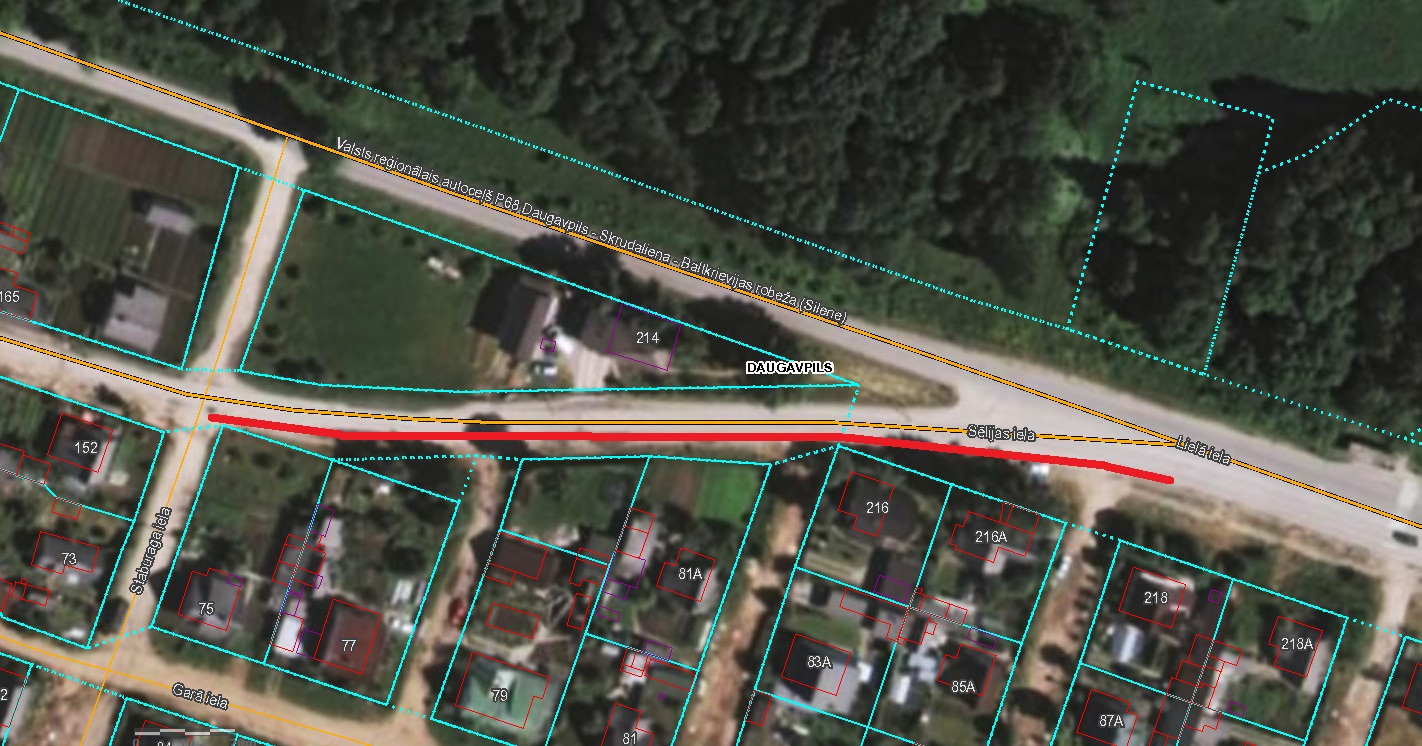 Valsts reģionālais autoceļš P68 Daugavpils - Skrudaliena - Baltkrievijas robeža (Silene)
165
214
DAUGAVPILS
Sēlijas iela
Lielā iela
152
216
216A
Staburaga iela
73
81A
75
218
77
218A
83A
85A
79
Garā iela
87A
81